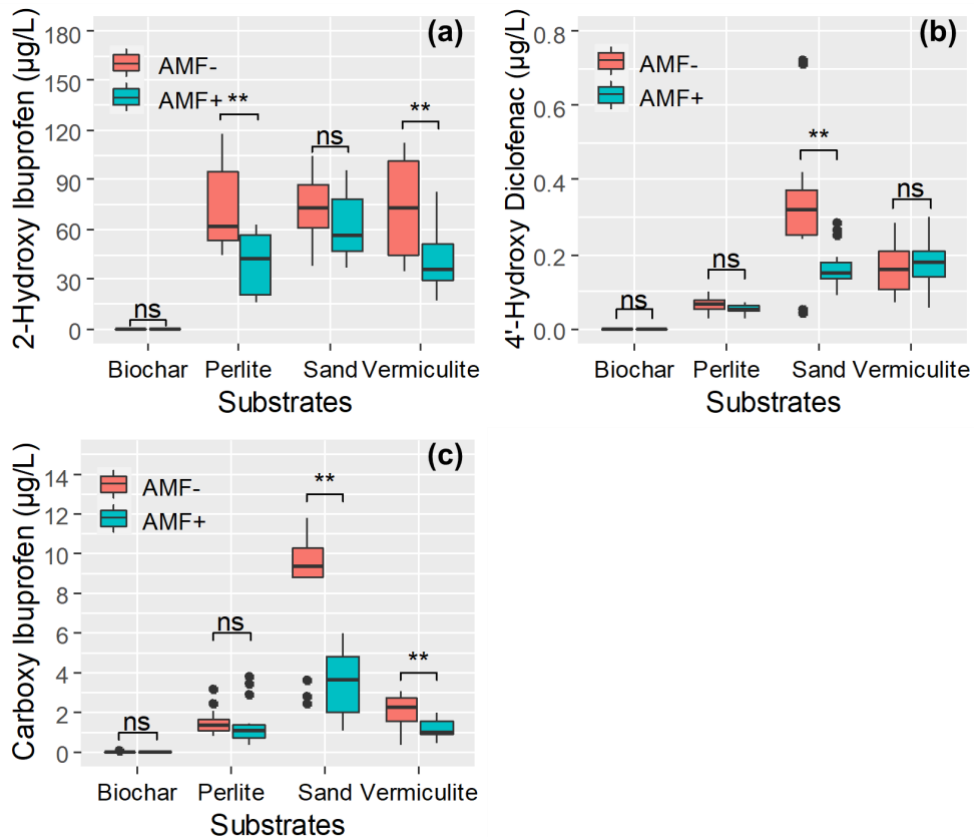 (a)
2-Hydroxy Ibuprofen (µg/L)
180
150
120
90
60
30
0
AMF-
AMF+
ns
**
ns
**
Biochar Perlite Sand Vermiculite
Substrates
(b)
4'-Hydroxy Diclofenac (µg/L)
0.8
0.6
0.4
0.2
0.0
AMF-
AMF+
ns
ns
**
ns
Biochar Perlite Sand Vermiculite
Substrates
(c)
Carboxy Ibuprofen (µg/L)
14
12
10
8
6
4
2
0
AMF-
AMF+
ns
ns
**
**
Biochar Perlite Sand Vermiculite
Substrates